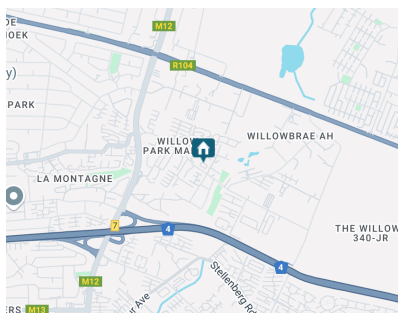 M12
OEK
R104
y)
PARK
WILLOW
PARK MA
WILLOWBRAE AH
LA MONTAGNE
7
4
THE WILLOW
340-JR
4
M12
Stellenberg Rd
ur Ave
ERS
M13